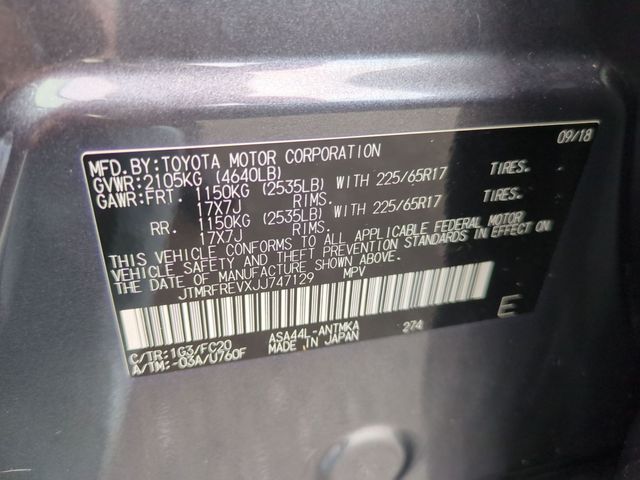 09/18
MFD.BY:TOYOTA MOTOR CORPORATION
GVWR:2105KG (4640LB)
GAWR:FRT. 1150KG (2535LB) WITH 225/65R17 TIRES.
17X7J RIMS.
RR. 1150KG (2535LB) WITH 225/65R17 TIRES.
17X7J RIMS.
THIS VEHICLE CONFORMS TO ALL APPLICABLE FEDERAL MOTOR
VEHICLE SAFETY AND THEFT PREVENTION STANDARDS IN EFFECT ON
THE DATE OF MANUFACTURE SHOWN ABOVE.
JTMRFREVXJJ747129 MPV
E
C/TR:1G3/FC20 ASA44L-ANTMKA 274
A/TM:-03A/U760F MADE IN JAPAN